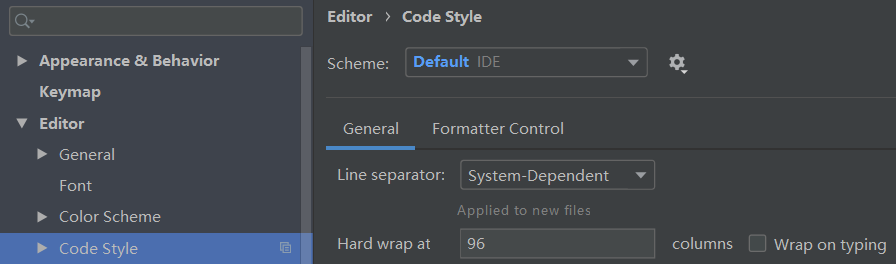 Appearance & Behavior
Keymap
Editor
General
Font
Color Scheme
Code Style
Editor › Code Style
Scheme: Default IDE
General Formatter Control
Line separator: System-Dependent
Applied to new files
Hard wrap at 96 columns Wrap on typing